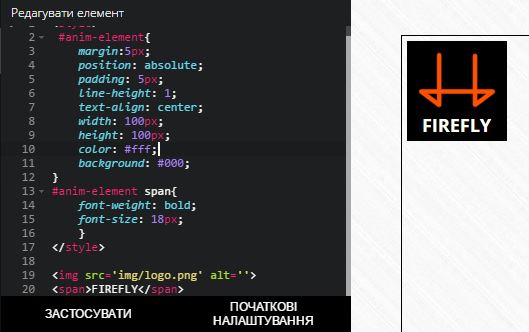 Редагувати елемент
1 <style>
2 #anim-element{
3 margin:5px;
4 position: absolute;
5 padding: 5px;
6 line-height: 1;
7 text-align: center;
8 width: 100px;
9 height: 100px;
10 color: #fff;
11 background: #000;
12 }
13 #anim-element span{
14 font-weight: bold;
15 font-size: 18px;
16 }
17 </style>
18
19 <img src='img/logo.png' alt=''>
20 <span>FIREFLY</span>
ЗАСТОСУВАТИ
ПОЧАТКОВІ
НАЛАШТУВАННЯ
FIREFLY